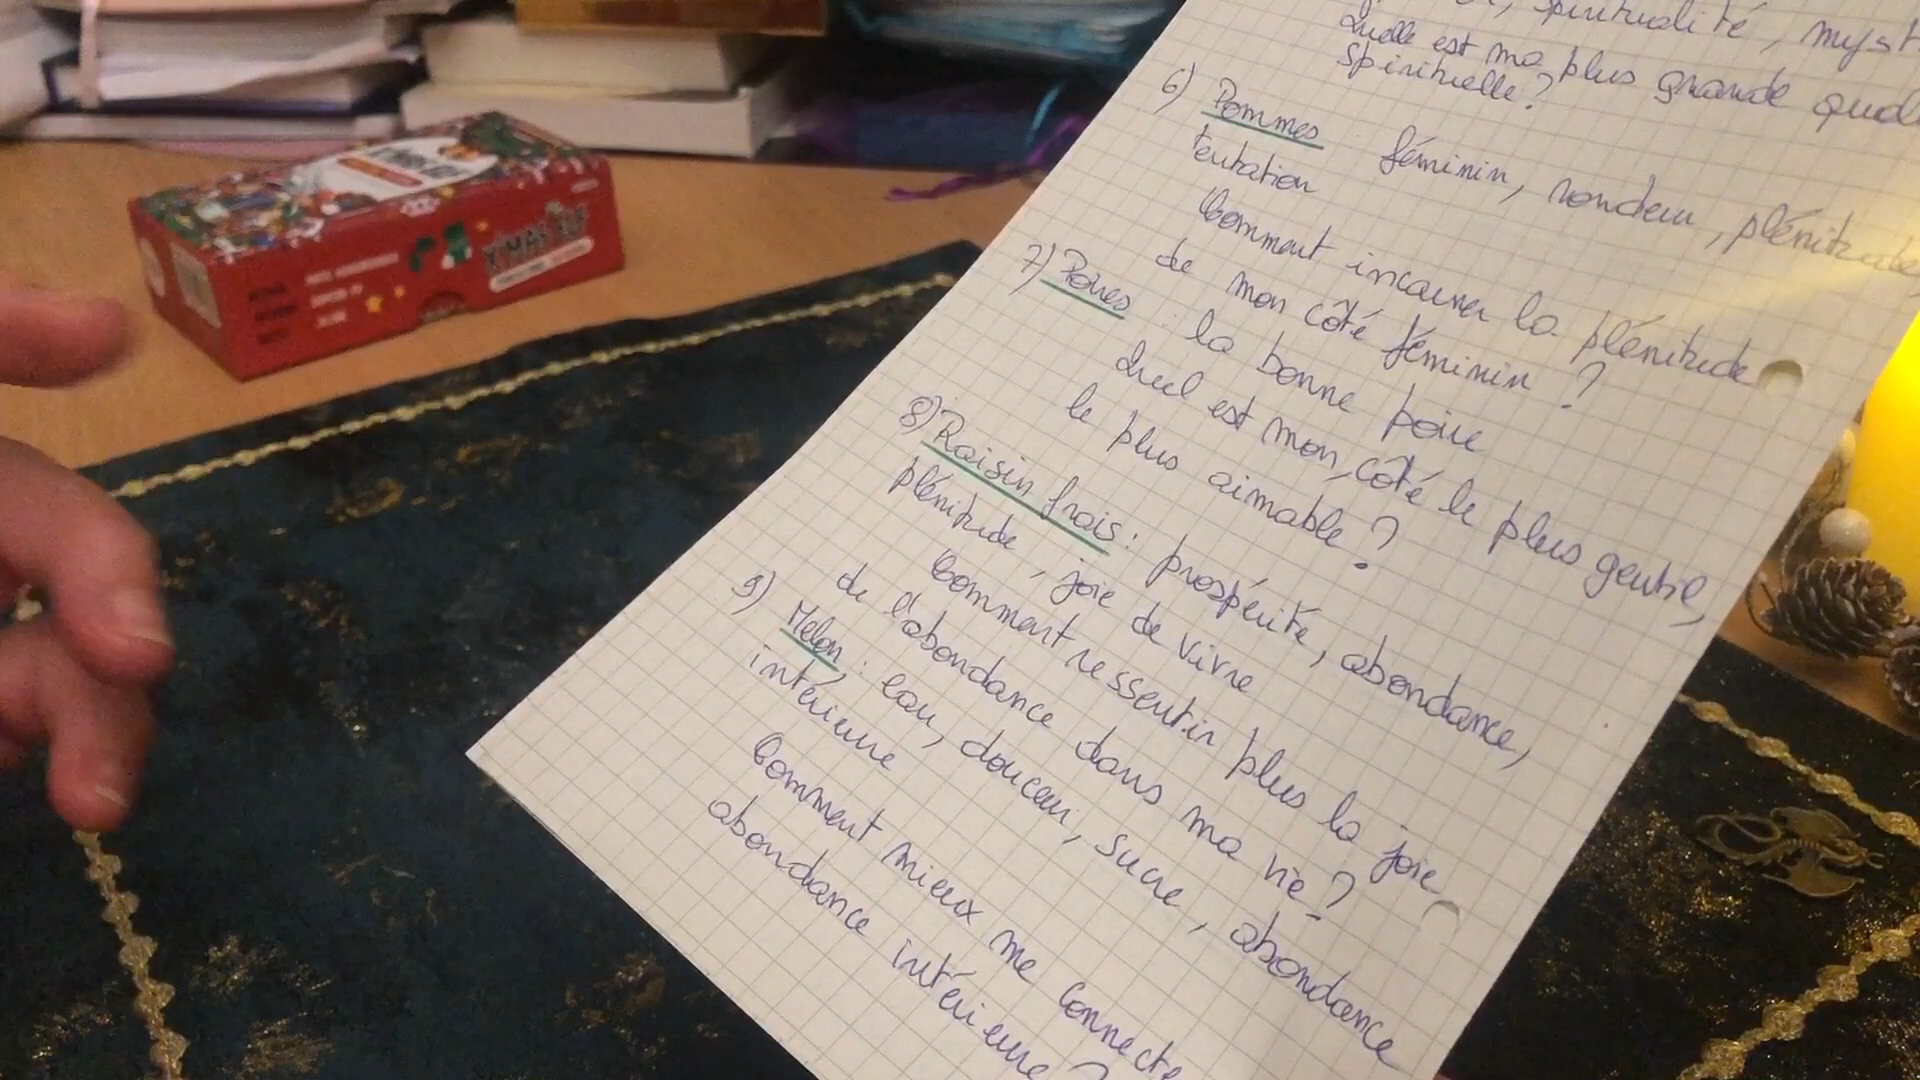 spiritualité, myst
Quelle est ma plus grande qual
spirituelle?
6) Pommes : féminin, rondeur, plénitude,
tentation
Comment incarner la plénitude
de mon côté féminin ?
7) Poires : la bonne poire
Quel est mon côté le plus gentil,
le plus aimable ?
8) Raisin frais : prospérité, abondance,
plénitude, joie de vivre
Comment ressentir plus la joie
de l'abondance dans ma vie ?
9) Melon : eau, douceur, sucre, abondance
intérieure
Comment mieux me connecte
abondance intérieure ?
X'MAS ELF